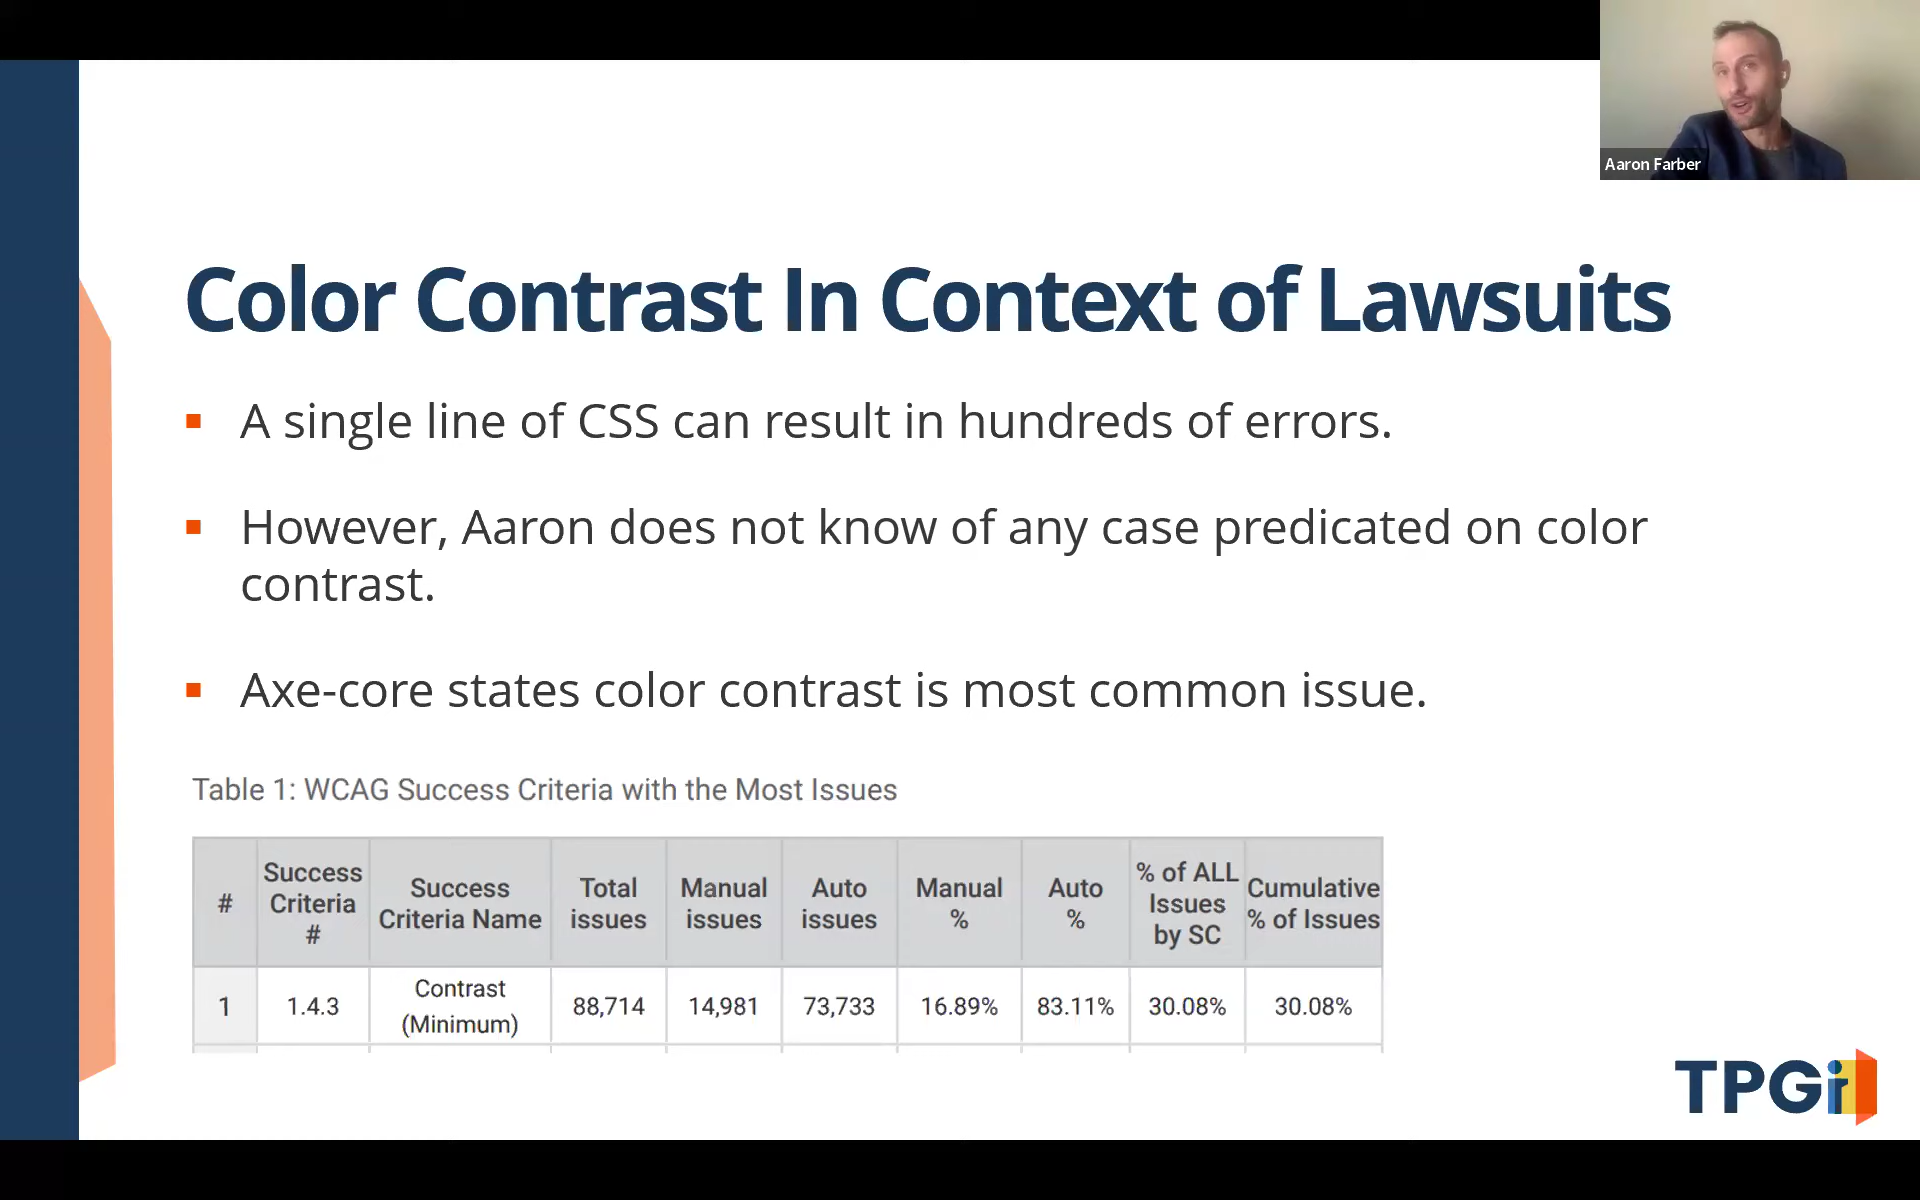 Aaron Farber
Color Contrast In Context of Lawsuits
A single line of CSS can result in hundreds of errors.
However, Aaron does not know of any case predicated on color
contrast.
Axe-core states color contrast is most common issue.
Table 1: WCAG Success Criteria with the Most Issues
# Success Criteria # Success Criteria Name Total issues Manual issues Auto issues Manual % Auto % % of ALL Issues by SC Cumulative % of Issues
1 1.4.3 Contrast (Minimum) 88,714 14,981 73,733 16.89% 83.11% 30.08% 30.08%
TPGi